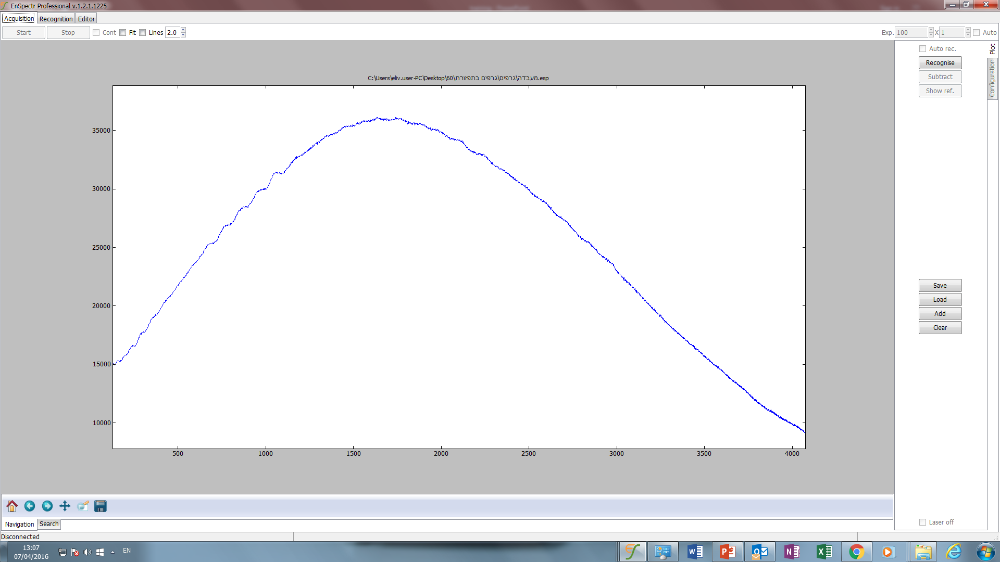 EnSpectr Professional v.1.2.1.1225
Acquisition Recognition Editor
Start Stop Cont Fit Lines 2.0 Exp. 100 X 1 Auto
Plot
Configuration
Auto rec.
Recognise
Subtract
Show ref.
C:\Users\eliv.user-PC\Desktop\60\מעבדה\גרפים\גרפים בתפזורת.esp
35000
30000
25000
20000
15000
10000
500 1000 1500 2000 2500 3000 3500 4000
Save
Load
Add
Clear
Laser off
Navigation Search
Disconnected
13:07
07/04/2016
EN